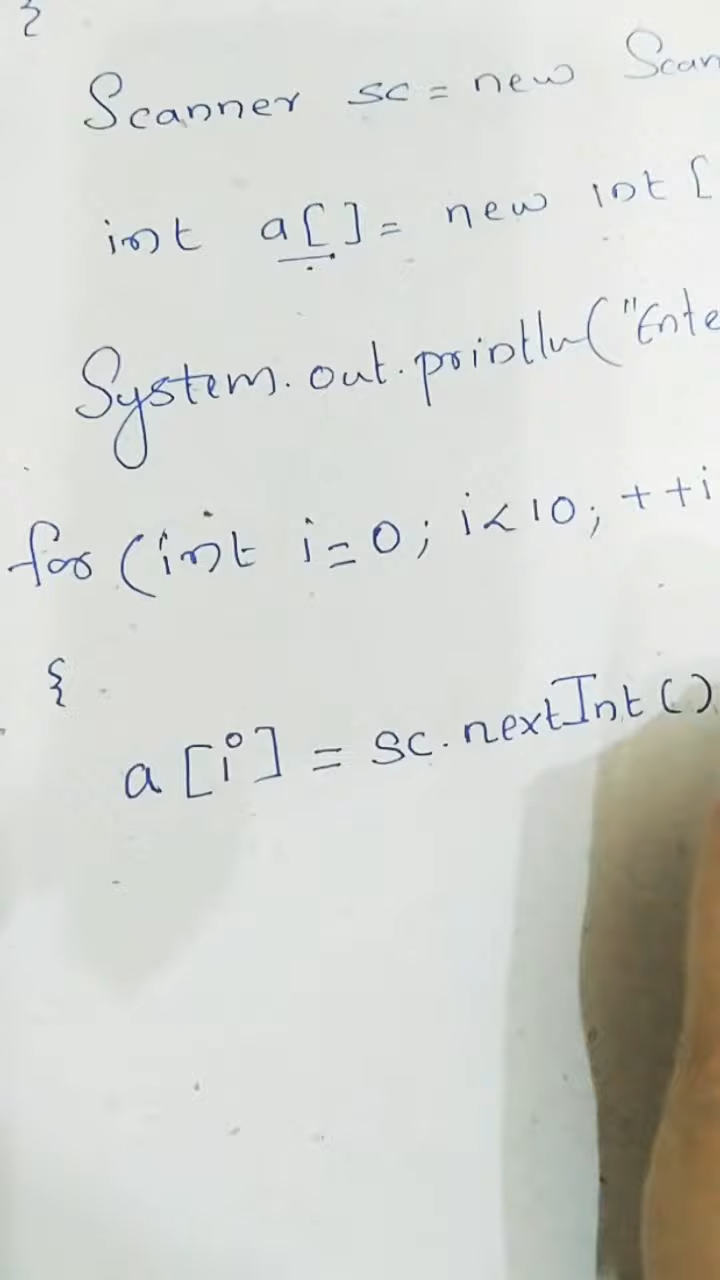 {
Scanner sc = new Scan
int a[] = new int [
System.out.println("Ente
for (int i=0; i<10; ++i
{
a[i] = sc.nextInt()